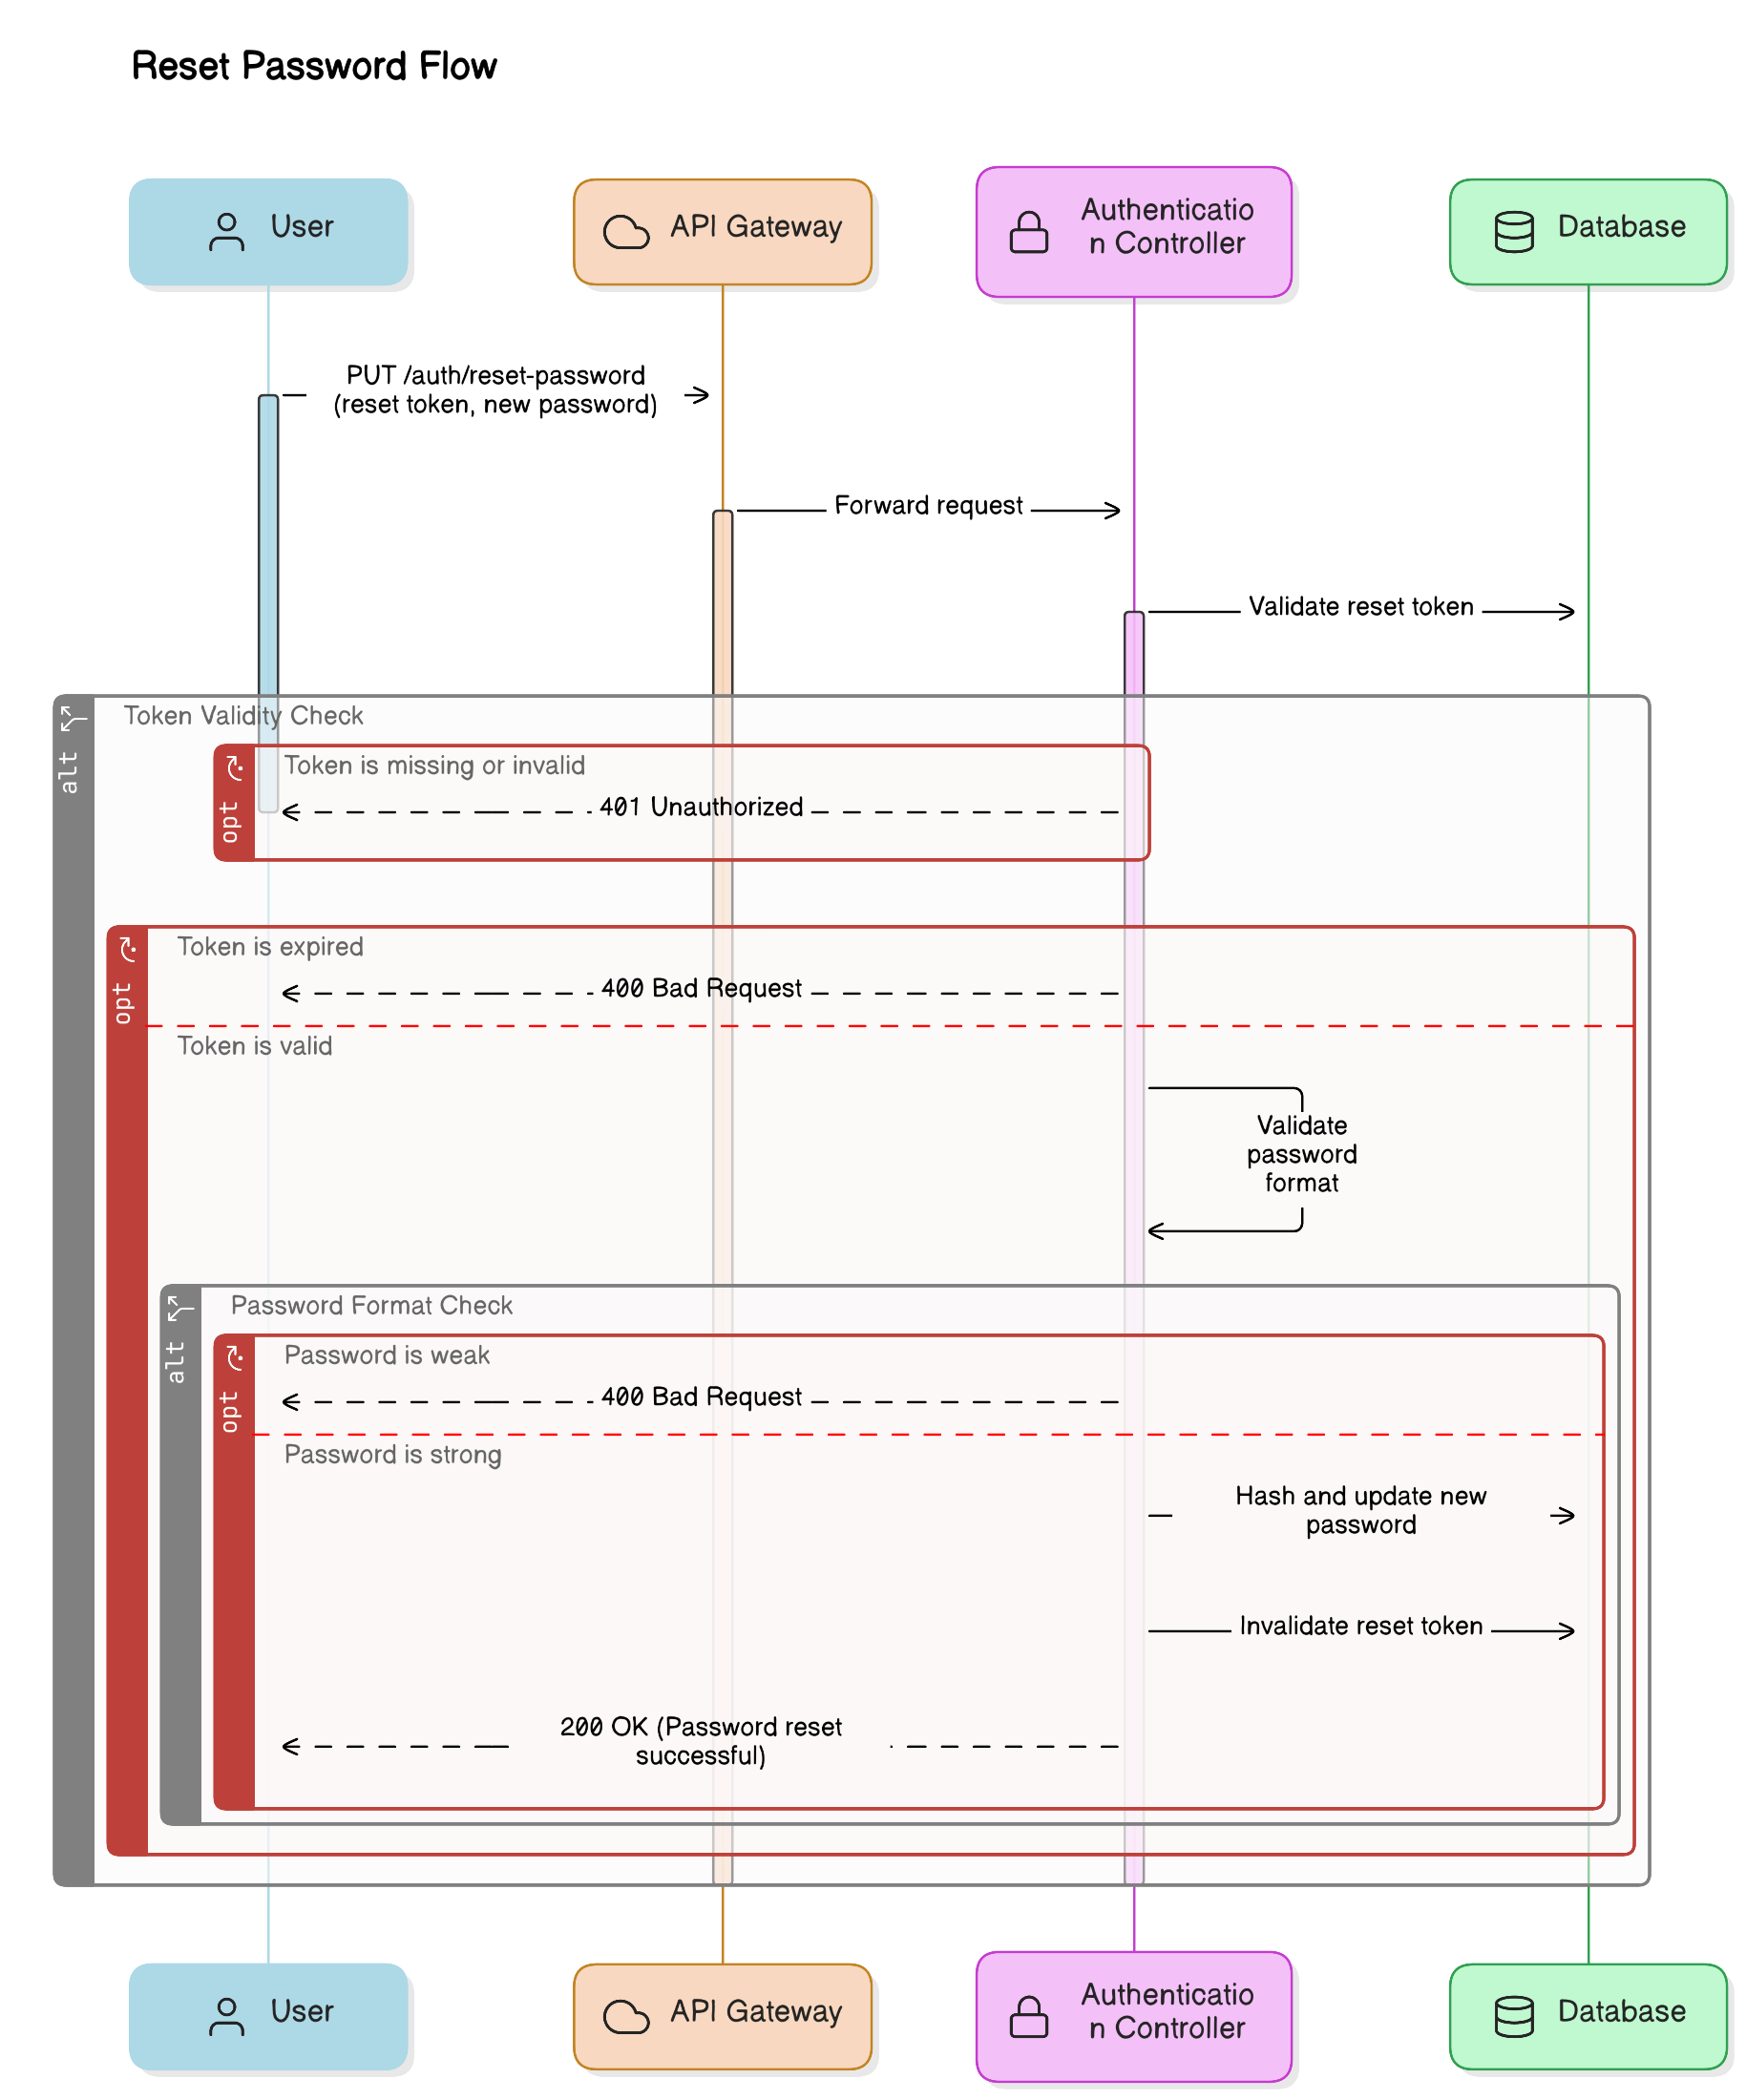 Reset Password Flow
User
API Gateway
Authenticatio
n Controller
Database
PUT /auth/reset-password
(reset token, new password)
Forward request
Validate reset token
alt
Token Validity Check
opt
Token is missing or invalid
401 Unauthorized
opt
Token is expired
400 Bad Request
Token is valid
Validate
password
format
alt
Password Format Check
opt
Password is weak
400 Bad Request
Password is strong
Hash and update new
password
Invalidate reset token
200 OK (Password reset
successful)
User
API Gateway
Authenticatio
n Controller
Database